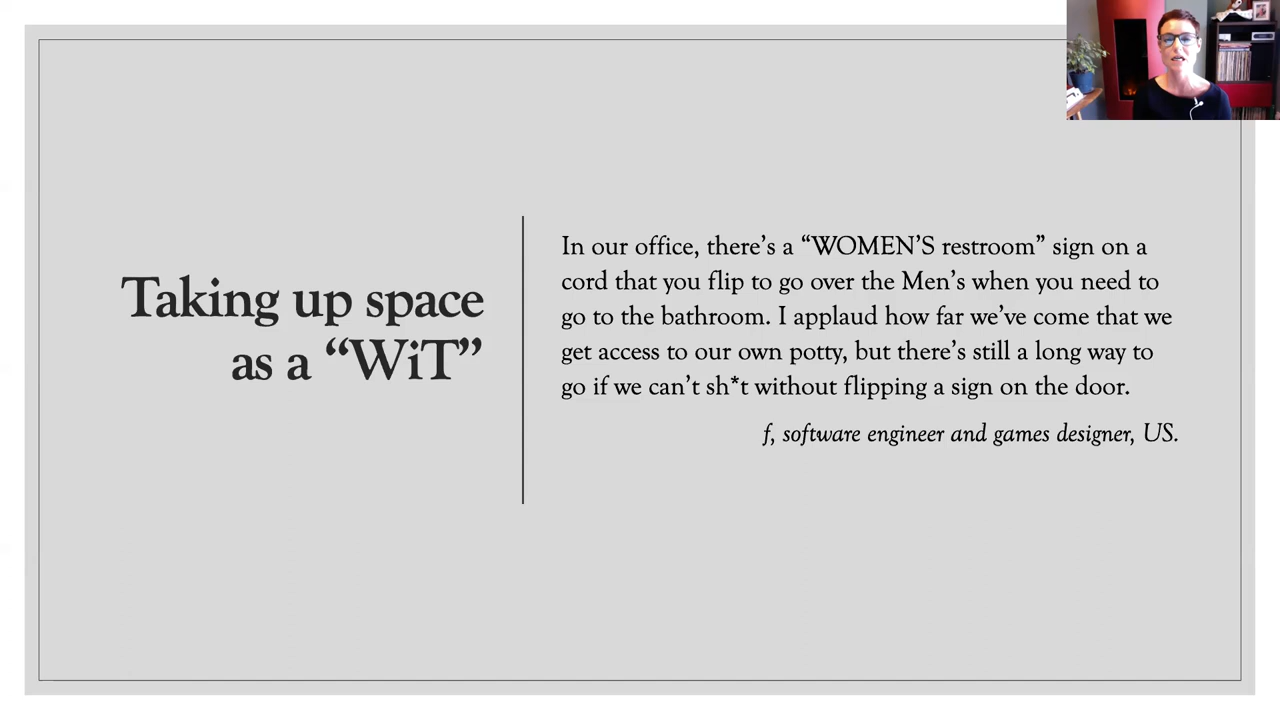 Taking up space
as a “WiT”
In our office, there’s a “WOMEN’S restroom” sign on a
cord that you flip to go over the Men’s when you need to
go to the bathroom. I applaud how far we’ve come that we
get access to our own potty, but there’s still a long way to
go if we can’t sh*t without flipping a sign on the door.
f, software engineer and games designer, US.